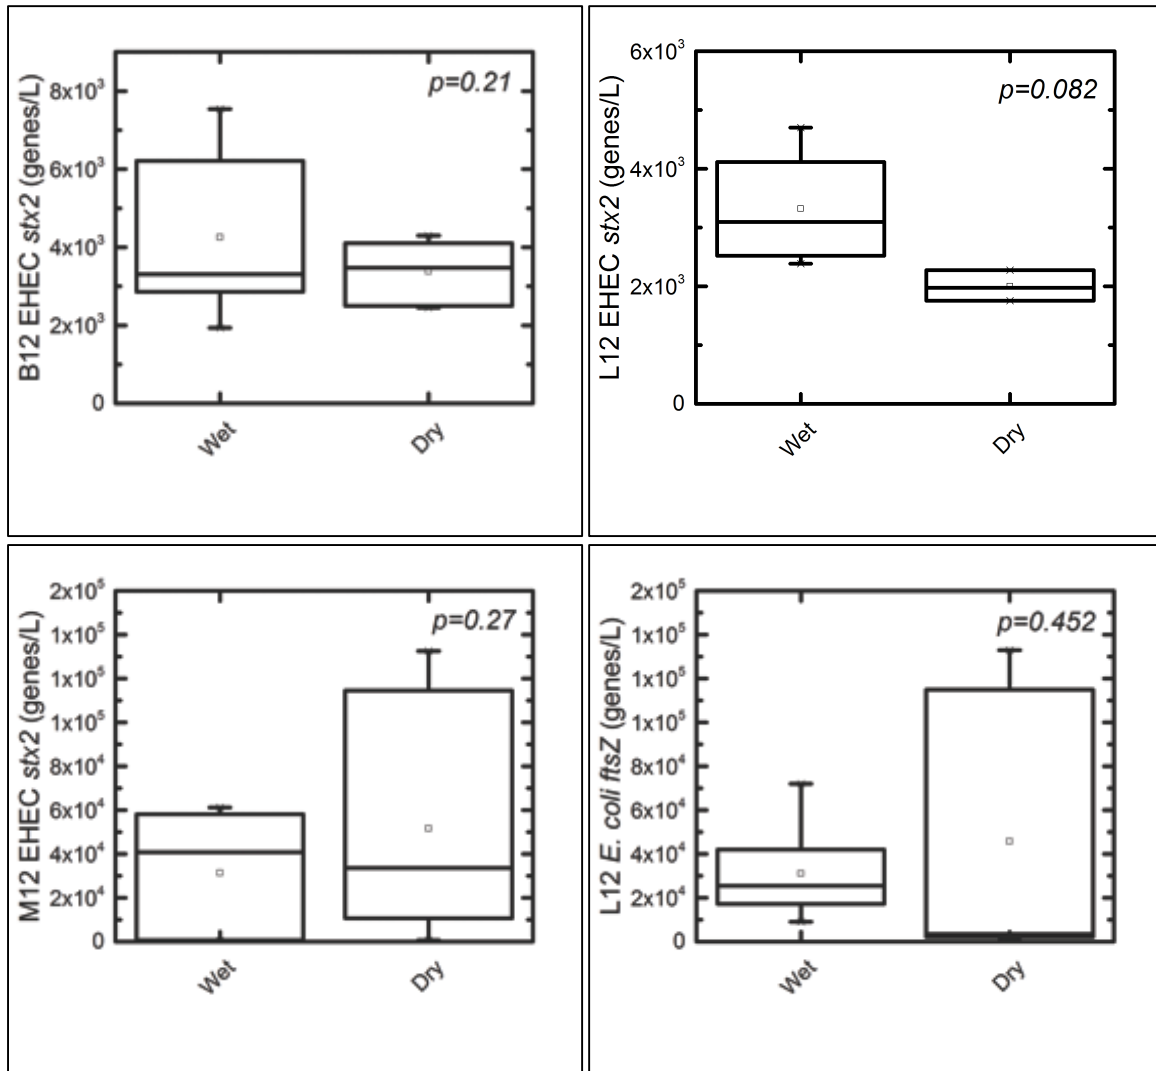 B12 EHEC stx2 (genes/L)
8x10³
6x10³
4x10³
2x10³
0
p=0.21
Wet
Dry
L12 EHEC stx2 (genes/L)
6x10³
4x10³
2x10³
0
p=0.082
Wet
Dry
M12 EHEC stx2 (genes/L)
2x10⁵
1x10⁵
1x10⁵
1x10⁵
8x10⁴
6x10⁴
4x10⁴
2x10⁴
0
p=0.27
Wet
Dry
L12 E. coli ftsZ (genes/L)
2x10⁵
1x10⁵
1x10⁵
1x10⁵
8x10⁴
6x10⁴
4x10⁴
2x10⁴
0
p=0.452
Wet
Dry